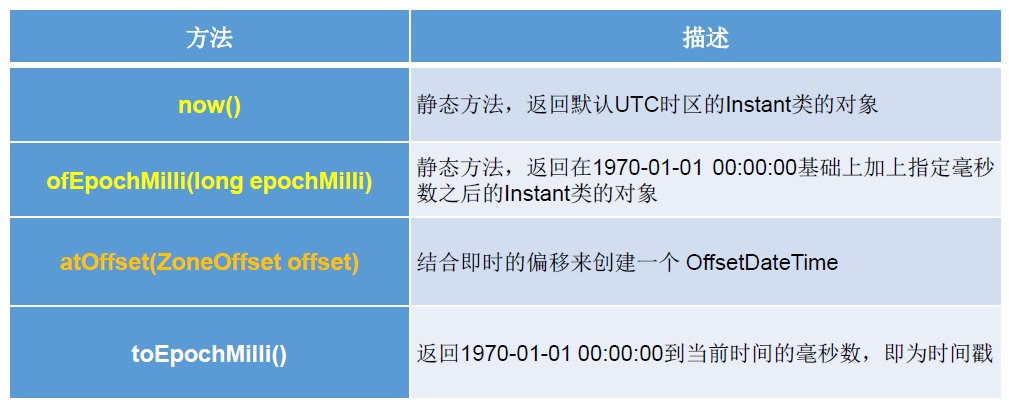 方法
描述
now()
静态方法，返回默认UTC时区的Instant类的对象
ofEpochMilli(long epochMilli)
静态方法，返回在1970-01-01 00:00:00基础上加上指定毫秒
数之后的Instant类的对象
atOffset(ZoneOffset offset)
结合即时的偏移来创建一个 OffsetDateTime
toEpochMilli()
返回1970-01-01 00:00:00到当前时间的毫秒数，即为时间戳